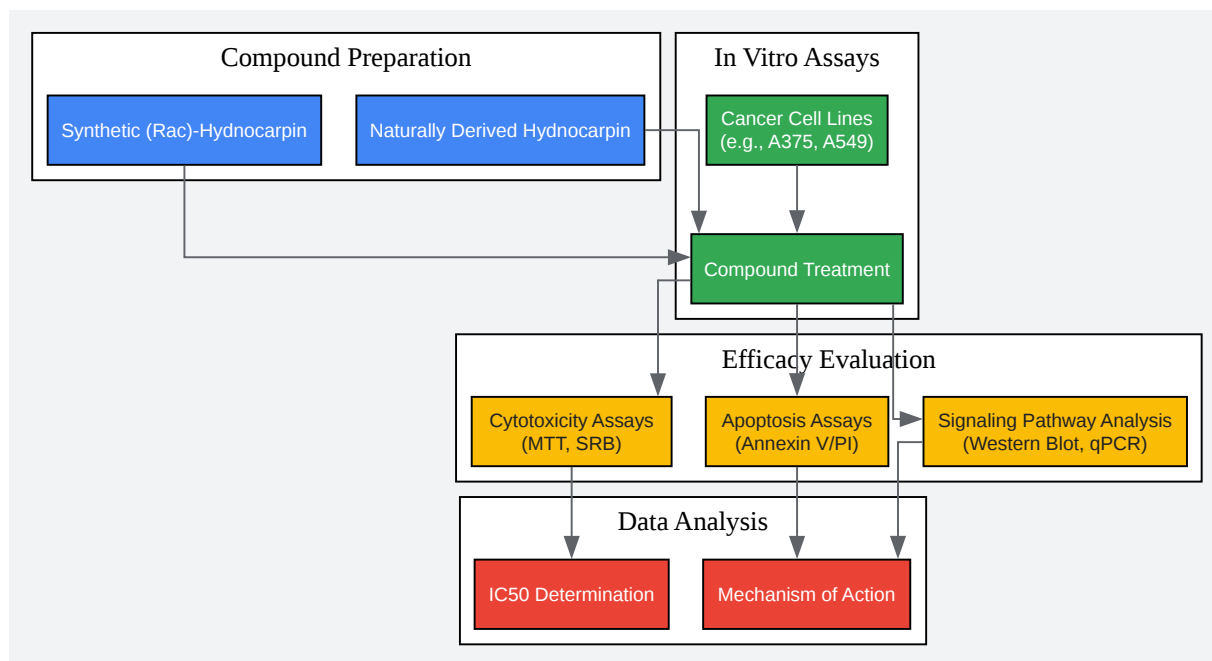 Compound Preparation
Synthetic (Rac)-Hydnocarpin
Naturally Derived Hydnocarpin
In Vitro Assays
Cancer Cell Lines
(e.g., A375, A549)
Compound Treatment
Efficacy Evaluation
Cytotoxicity Assays
(MTT, SRB)
Apoptosis Assays
(Annexin V/PI)
Signaling Pathway Analysis
(Western Blot, qPCR)
Data Analysis
IC50 Determination
Mechanism of Action